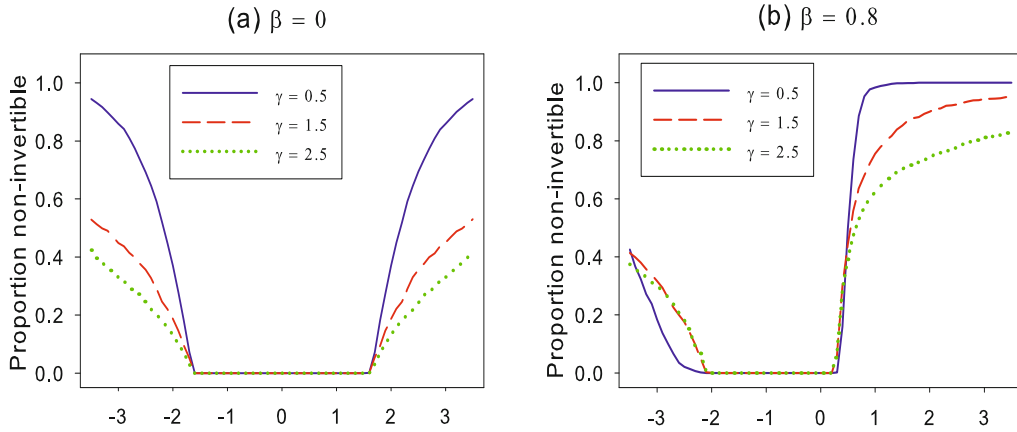 (a) β = 0
Proportion non-invertible
1.0
0.8
0.6
0.4
0.2
0.0
γ = 0.5
γ = 1.5
γ = 2.5
-3 -2 -1 0 1 2 3
(b) β = 0.8
Proportion non-invertible
1.0
0.8
0.6
0.4
0.2
0.0
γ = 0.5
γ = 1.5
γ = 2.5
-3 -2 -1 0 1 2 3